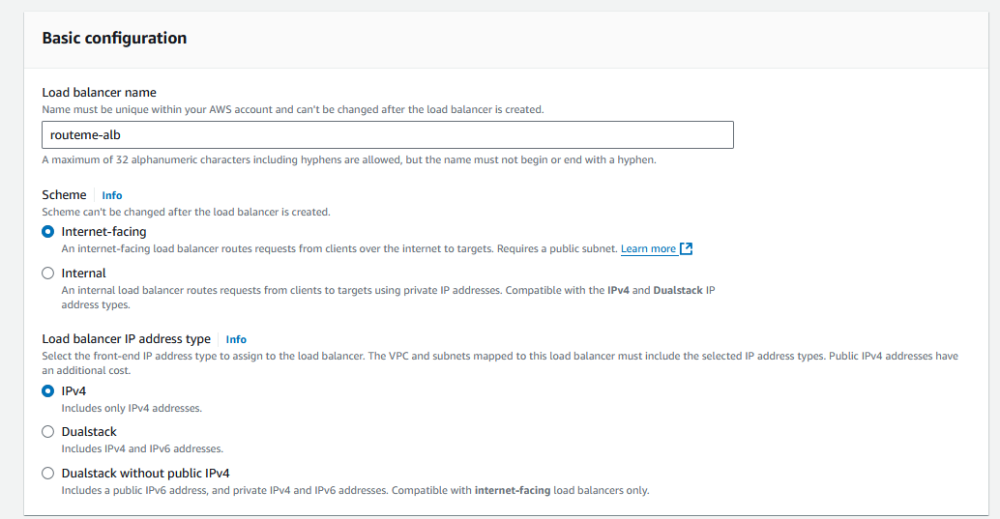 Basic configuration
Load balancer name
Name must be unique within your AWS account and can't be changed after the load balancer is created.
routeme-alb
A maximum of 32 alphanumeric characters including hyphens are allowed, but the name must not begin or end with a hyphen.
Scheme Info
Scheme can't be changed after the load balancer is created.
Internet-facing
An internet-facing load balancer routes requests from clients over the internet to targets. Requires a public subnet. Learn more
Internal
An internal load balancer routes requests from clients to targets using private IP addresses. Compatible with the IPv4 and Dualstack IP
address types.
Load balancer IP address type Info
Select the front-end IP address type to assign to the load balancer. The VPC and subnets mapped to this load balancer must include the selected IP address types. Public IPv4 addresses have
an additional cost.
IPv4
Includes only IPv4 addresses.
Dualstack
Includes IPv4 and IPv6 addresses.
Dualstack without public IPv4
Includes a public IPv6 address, and private IPv4 and IPv6 addresses. Compatible with internet-facing load balancers only.